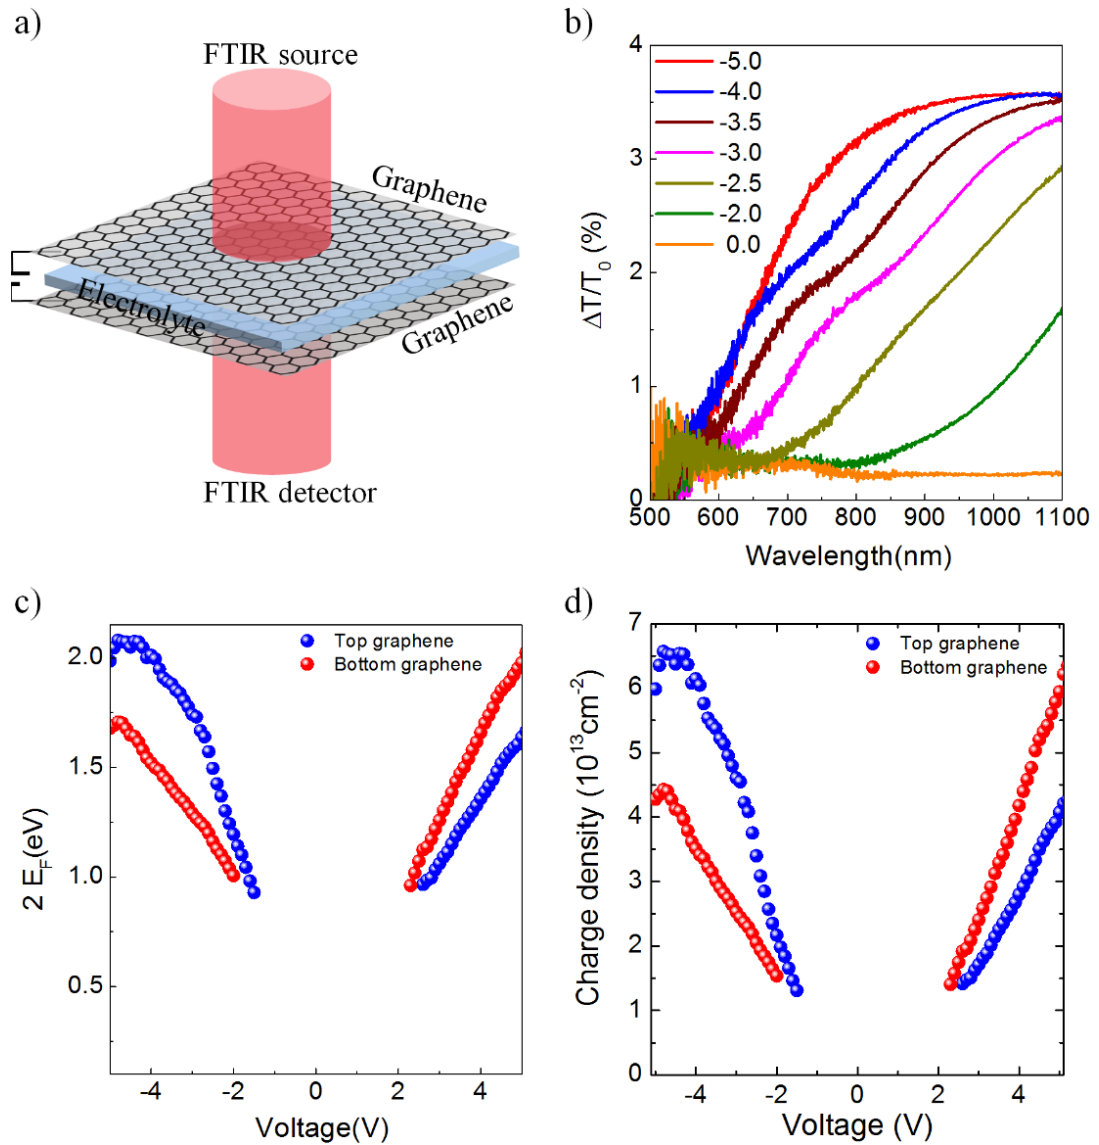 a)
FTIR source
Graphene
Electrolyte
Graphene
FTIR detector
b)
4
3
2
1
0
-5.0
-4.0
-3.5
-3.0
-2.5
-2.0
0.0
ΔT/T₀ (%)
500 600 700 800 900 1000 1100
Wavelength(nm)
c)
2.0
1.5
1.0
0.5
Top graphene
Bottom graphene
2 E_F(eV)
-4 -2 0 2 4
Voltage(V)
d)
7
6
5
4
3
2
1
0
Top graphene
Bottom graphene
Charge density (10¹³cm⁻²)
-4 -2 0 2 4
Voltage (V)